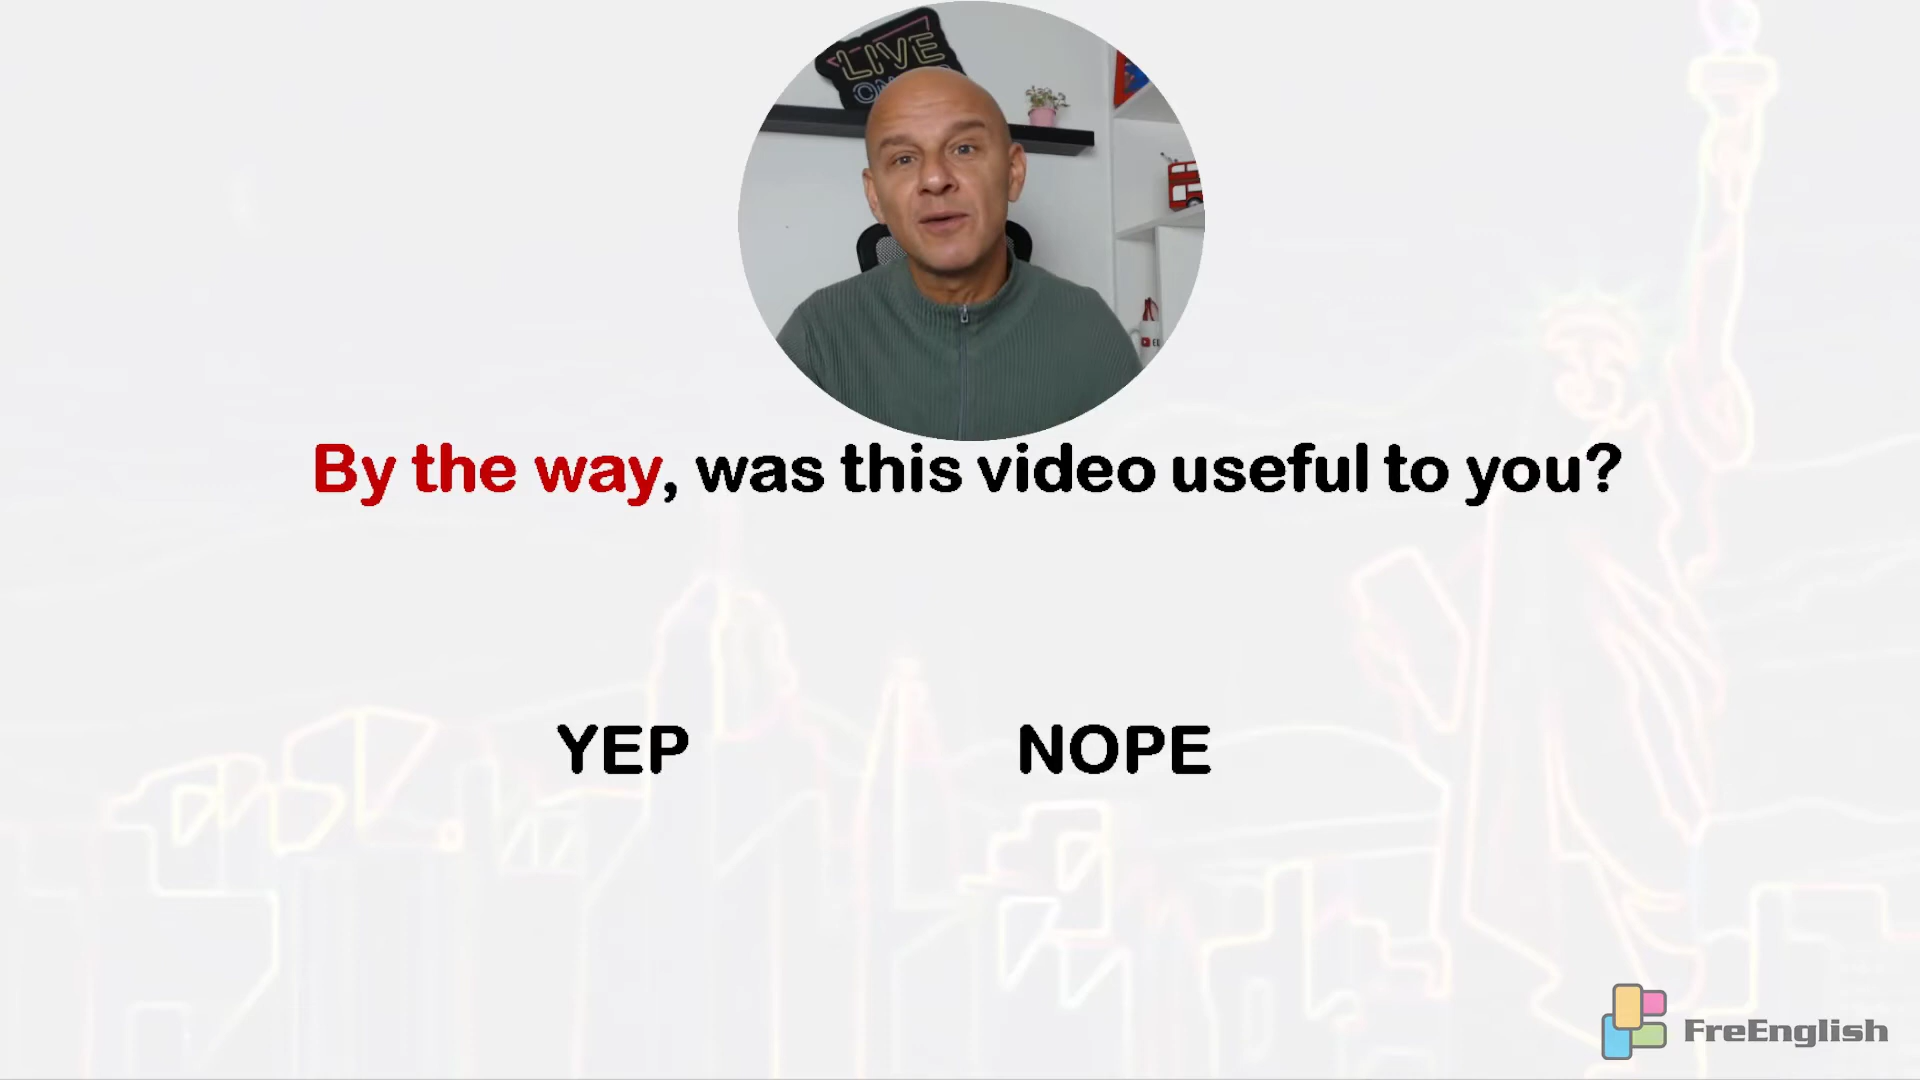 LIVE
By the way, was this video useful to you?
YEP
NOPE
FreEnglish